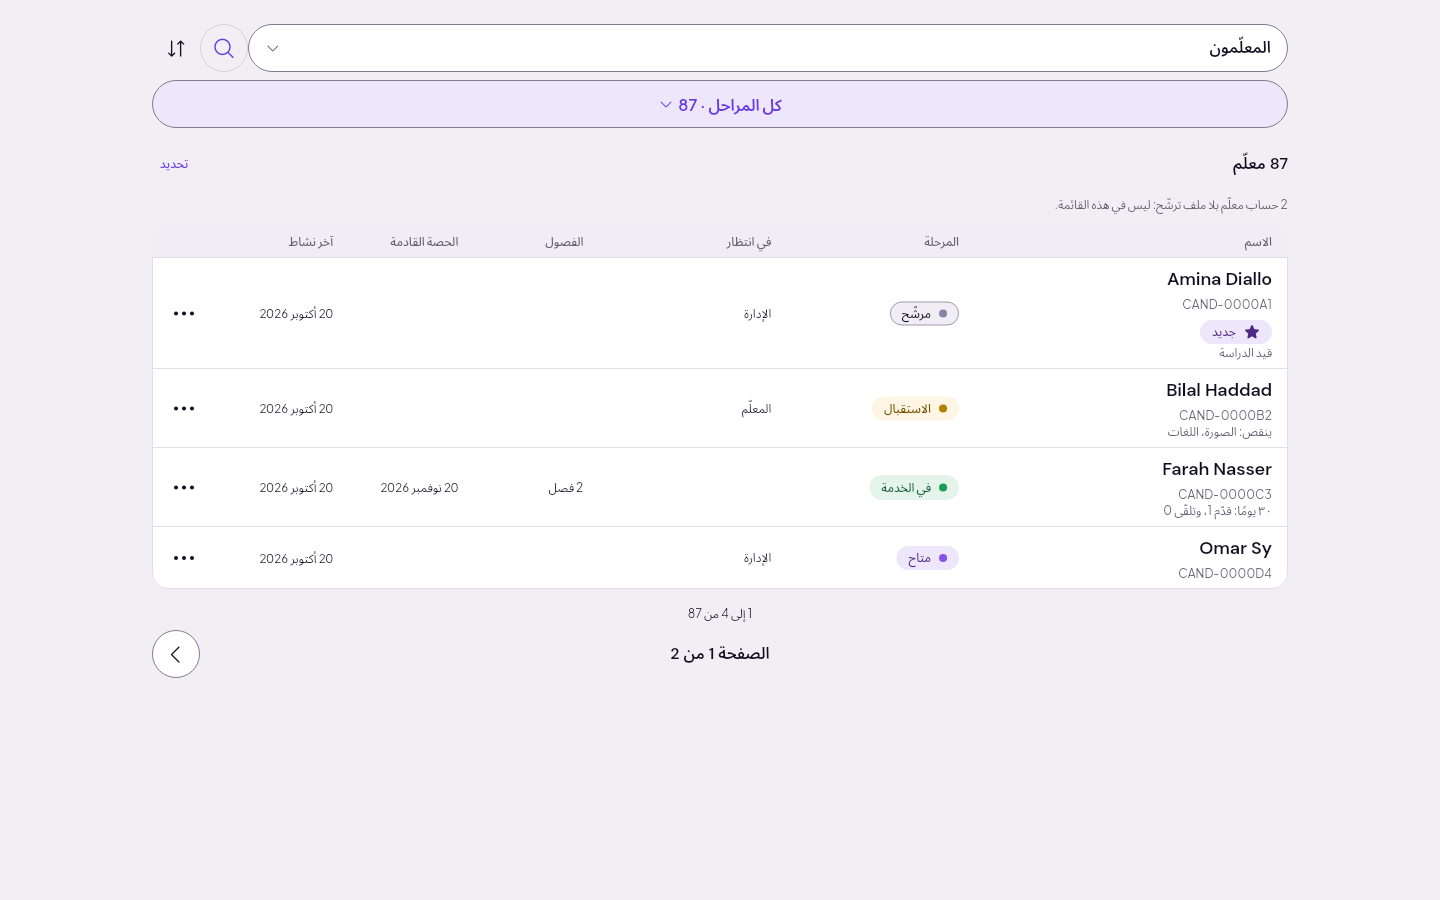 المعلّمون
كل المراحل · 87
87 معلّم
تحديد
2 حساب معلّم بلا ملف ترشّح: ليس في هذه القائمة.
الاسم المرحلة في انتظار الفصول الحصة القادمة آخر نشاط
Amina Diallo
CAND-0000A1
جديد
قيد الدراسة
مرشّح الإدارة 20 أكتوبر 2026
Bilal Haddad
CAND-0000B2
ينقص: الصورة، اللغات
الاستقبال المعلّم 20 أكتوبر 2026
Farah Nasser
CAND-0000C3
٣٠ يومًا: قدّم 1، وتلقّى 0
في الخدمة 2 فصل 20 نوفمبر 2026 20 أكتوبر 2026
Omar Sy
CAND-0000D4
متاح الإدارة 20 أكتوبر 2026
1 إلى 4 من 87
الصفحة 1 من 2